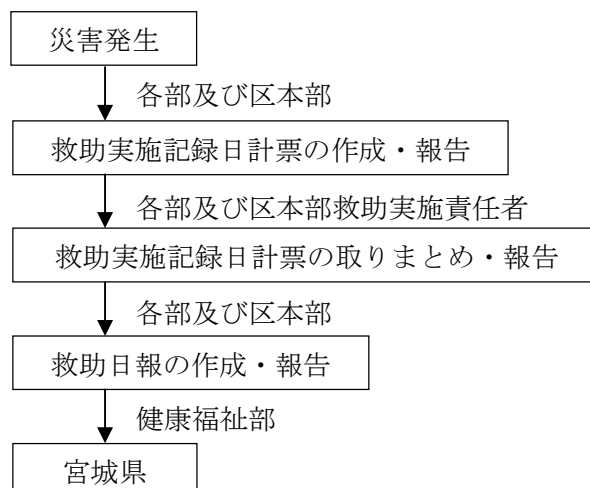 災害発生
各部及び区本部
救助実施記録日計票の作成・報告
各部及び区本部救助実施責任者
救助実施記録日計票の取りまとめ・報告
各部及び区本部
救助日報の作成・報告
健康福祉部
宮城県